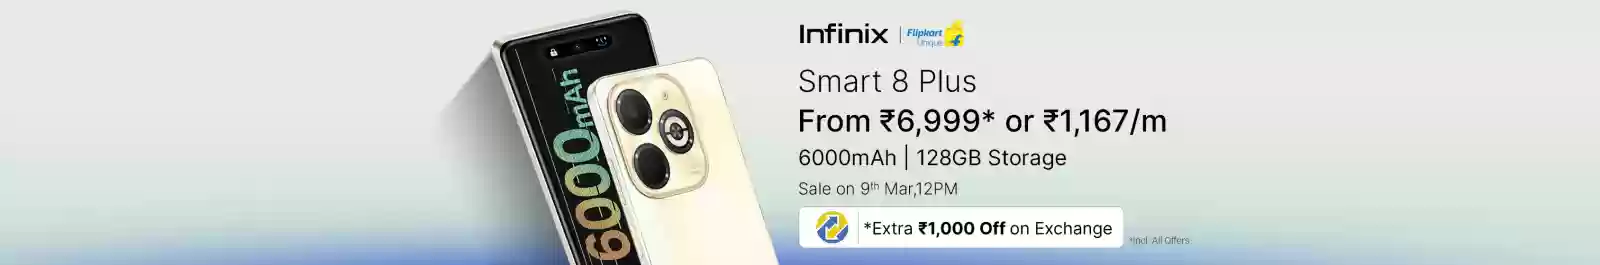 6000mAh
Infinix | Flipkart Unique
Smart 8 Plus
From ₹6,999* or ₹1,167/m
6000mAh | 128GB Storage
Sale on 9th Mar,12PM
*Extra ₹1,000 Off on Exchange
*Incl. All Offers